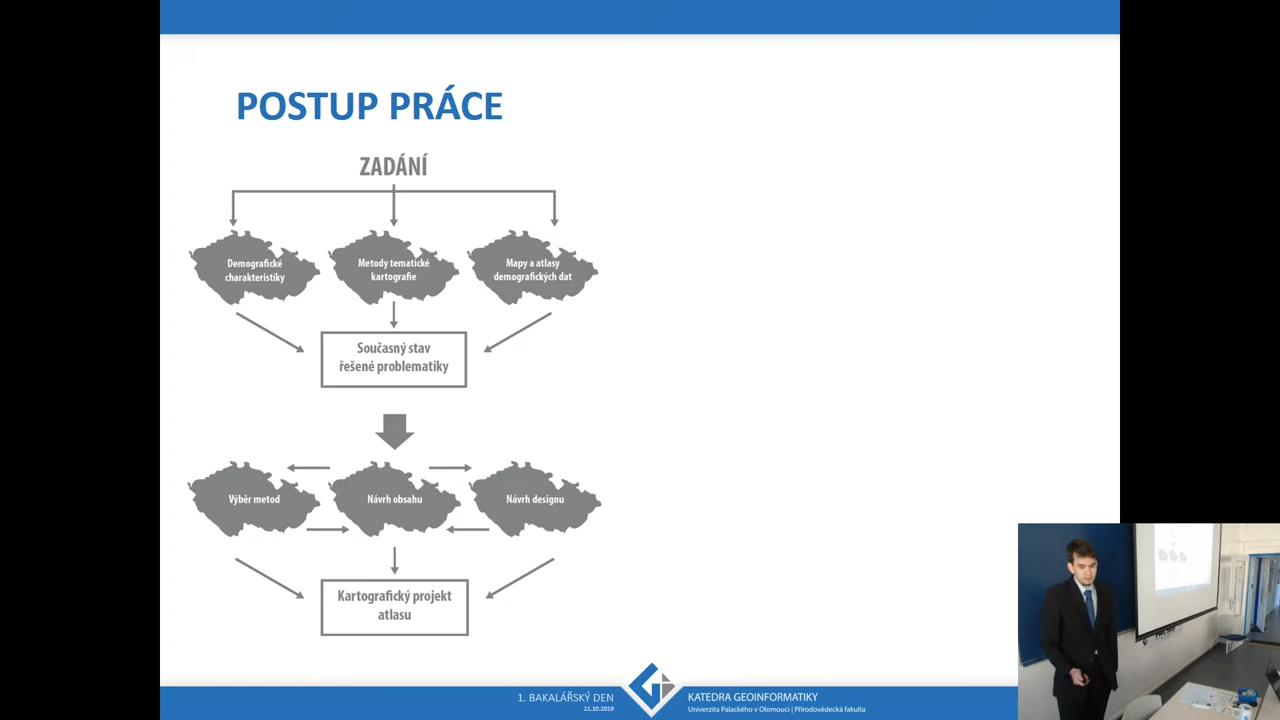 POSTUP PRÁCE
ZADÁNÍ
Demografické
charakteristiky
Metody tematické
kartografie
Mapy a atlasy
demografických dat
Současný stav
řešené problematiky
Výběr metod
Návrh obsahu
Návrh designu
Kartografický projekt
atlasu
1. BAKALÁŘSKÝ DEN
21.10.2019
KATEDRA GEOINFORMATIKY
Univerzita Palackého v Olomouci | Přírodovědecká fakulta